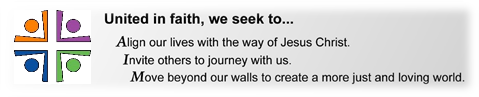 United in faith, we seek to...
Align our lives with the way of Jesus Christ.
Invite others to journey with us.
Move beyond our walls to create a more just and loving world.